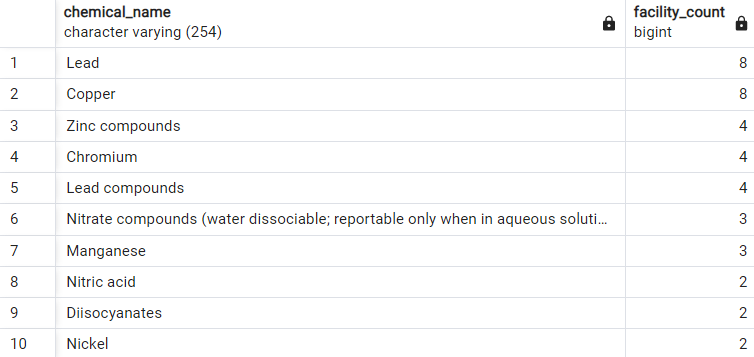 chemical_name facility_count
character varying (254) bigint
1 Lead 8
2 Copper 8
3 Zinc compounds 4
4 Chromium 4
5 Lead compounds 4
6 Nitrate compounds (water dissociable; reportable only when in aqueous soluti... 3
7 Manganese 3
8 Nitric acid 2
9 Diisocyanates 2
10 Nickel 2